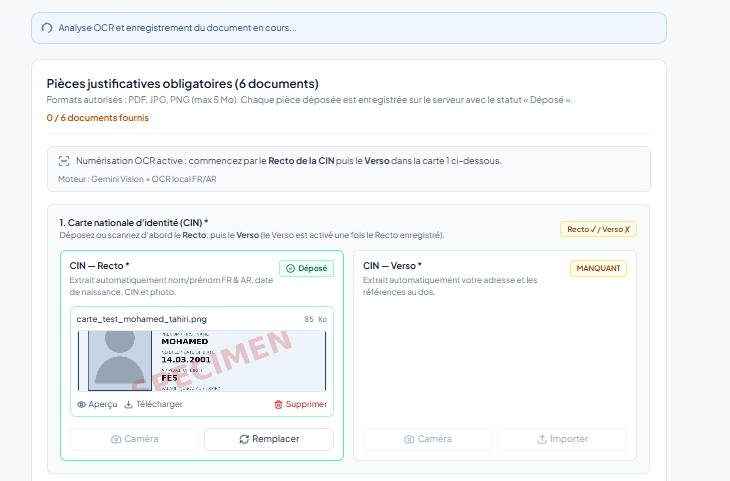 Analyse OCR et enregistrement du document en cours...
Pièces justificatives obligatoires (6 documents)
Formats autorisés : PDF, JPG, PNG (max 5 Mo). Chaque pièce déposée est enregistrée sur le serveur avec le statut « Déposé ».
0 / 6 documents fournis
Numérisation OCR active : commencez par le Recto de la CIN puis le Verso dans la carte 1 ci-dessous.
Moteur : Gemini Vision + OCR local FR/AR
1. Carte nationale d'identité (CIN) *
Déposez ou scannez d'abord le Recto, puis le Verso (le Verso est activé une fois le Recto enregistré).
Recto ✓ / Verso ✗
CIN — Recto *
Déposé
Extrait automatiquement nom/prénom FR & AR, date
de naissance, CIN et photo.
carte_test_mohamed_tahiri.png
85 Ko
MOHAMED
14.03.2001
FES
SPECIMEN
Aperçu
Télécharger
Supprimer
Caméra
Remplacer
CIN — Verso *
MANQUANT
Extrait automatiquement votre adresse et les
références au dos.
Caméra
Importer